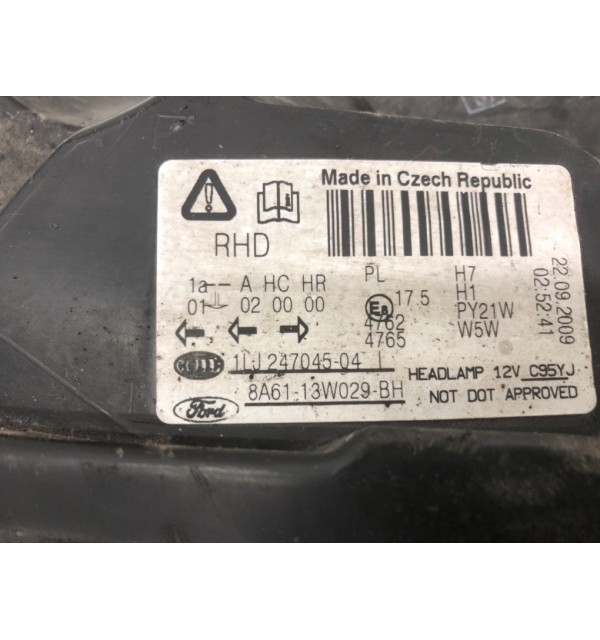 Made in Czech Republic
RHD
1a-- A HC HR
01 02 00 00
PL
E8 17.5
4762
4765
H7
H1
PY21W
W5W
22.09.2009
02:52:41
HELLA 1LJ 247045-04 I
HEADLAMP 12V C95YJ
Ford 8A61-13W029-BH
NOT DOT APPROVED